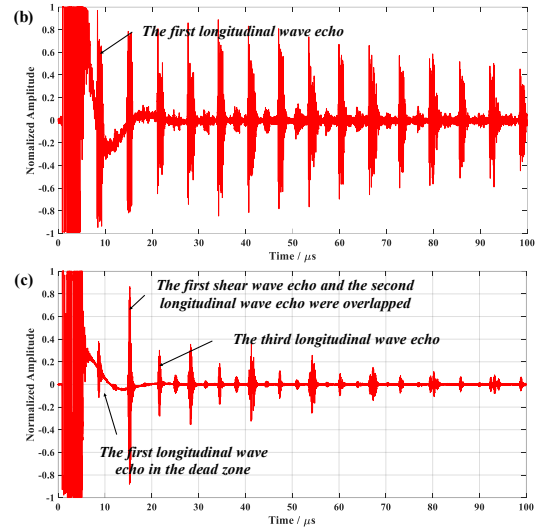 (b)
The first longitudinal wave echo
Nomalized Amplitude
1
0.8
0.6
0.4
0.2
0
-0.2
-0.4
-0.6
-0.8
-1
0 10 20 30 40 50 60 70 80 90 100
Time / μs
(c)
The first shear wave echo and the second
longitudinal wave echo were overlapped
The third longitudinal wave echo
The first longitudinal wave
echo in the dead zone
Normalized Amplitude
1
0.8
0.6
0.4
0.2
0
-0.2
-0.4
-0.6
-0.8
-1
0 10 20 30 40 50 60 70 80 90 100
Time / μs